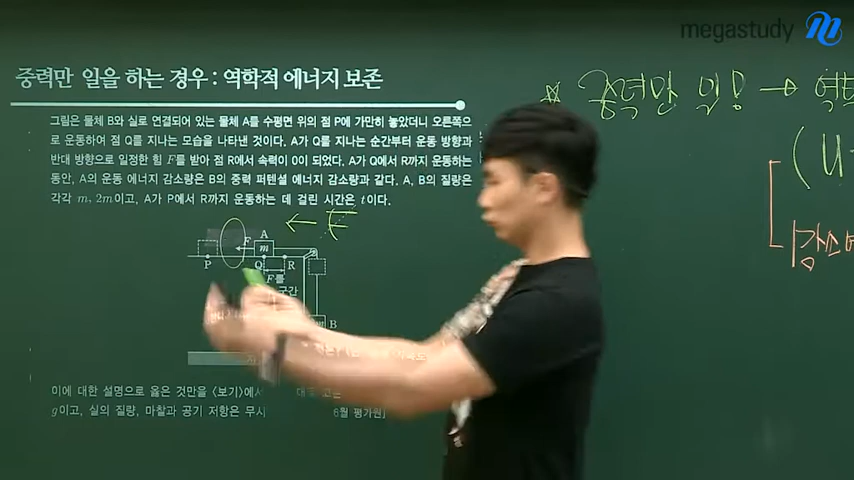 megastudy
중력만 일을 하는 경우 : 역학적 에너지 보존
★ 중력만 일! → 역
그림은 물체 B와 실로 연결되어 있는 물체 A를 수평면 위의 점 P에 가만히 놓았더니 오른쪽으
로 운동하여 점 Q를 지나는 모습을 나타낸 것이다. A가 Q를 지나는 순간부터 운동 방향과
반대 방향으로 일정한 힘 F를 받아 점 R에서 속력이 0이 되었다. A가 Q에서 R까지 운동하는
동안, A의 운동 에너지 감소량은 B의 중력 퍼텐셜 에너지 감소량과 같다. A, B의 질량은
각각 m, 2m이고, A가 P에서 R까지 운동하는 데 걸린 시간은 t이다.
← F
A
F
m
P
Q
R
F를
구간
B
감소
이에 대한 설명으로 옳은 것만을 <보기>에서
g이고, 실의 질량, 마찰과 공기 저항은 무시
6월 평가원]